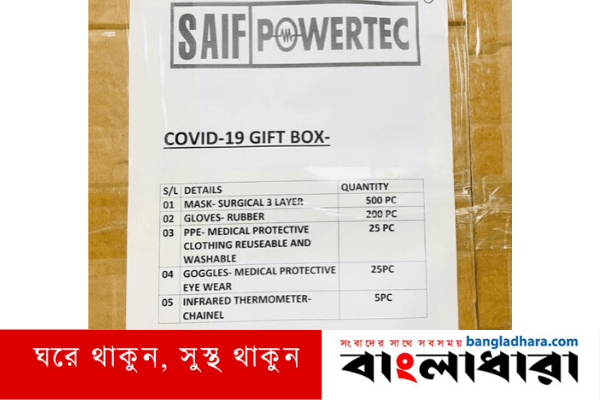 SAIF POWERTEC
COVID-19 GIFT BOX-
S/L DETAILS QUANTITY
01 MASK- SURGICAL 3 LAYER 500 PC
02 GLOVES- RUBBER 200 PC
03 PPE- MEDICAL PROTECTIVE 25 PC
CLOTHING REUSEABLE AND
WASHABLE
04 GOGGLES- MEDICAL PROTECTIVE 25PC
EYE WEAR
05 INFRARED THERMOMETER- 5PC
CHAINEL
ঘরে থাকুন, সুস্থ থাকুন
সংবাদের সাথে সবসময় bangladhara.com
বাংলাধারা